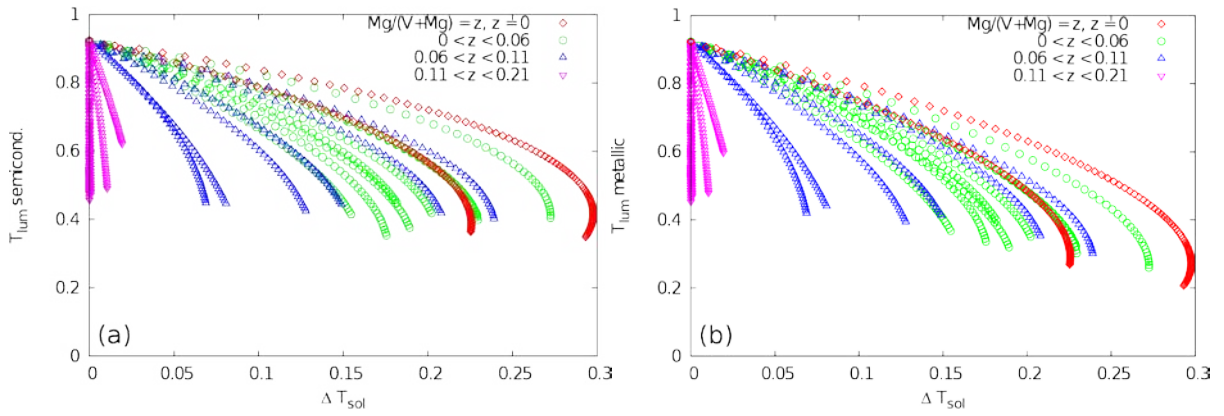 1
0.8
0.6
0.4
0.2
0
T_lum semicond.
Mg/(V+Mg) = z, z=0
0 < z < 0.06
0.06 < z < 0.11
0.11 < z < 0.21
(a)
0 0.05 0.1 0.15 0.2 0.25 0.3
Δ T_sol
1
0.8
0.6
0.4
0.2
0
T_lum metallic
Mg/(V+Mg) = z, z=0
0 < z < 0.06
0.06 < z < 0.11
0.11 < z < 0.21
(b)
0 0.05 0.1 0.15 0.2 0.25 0.3
Δ T_sol